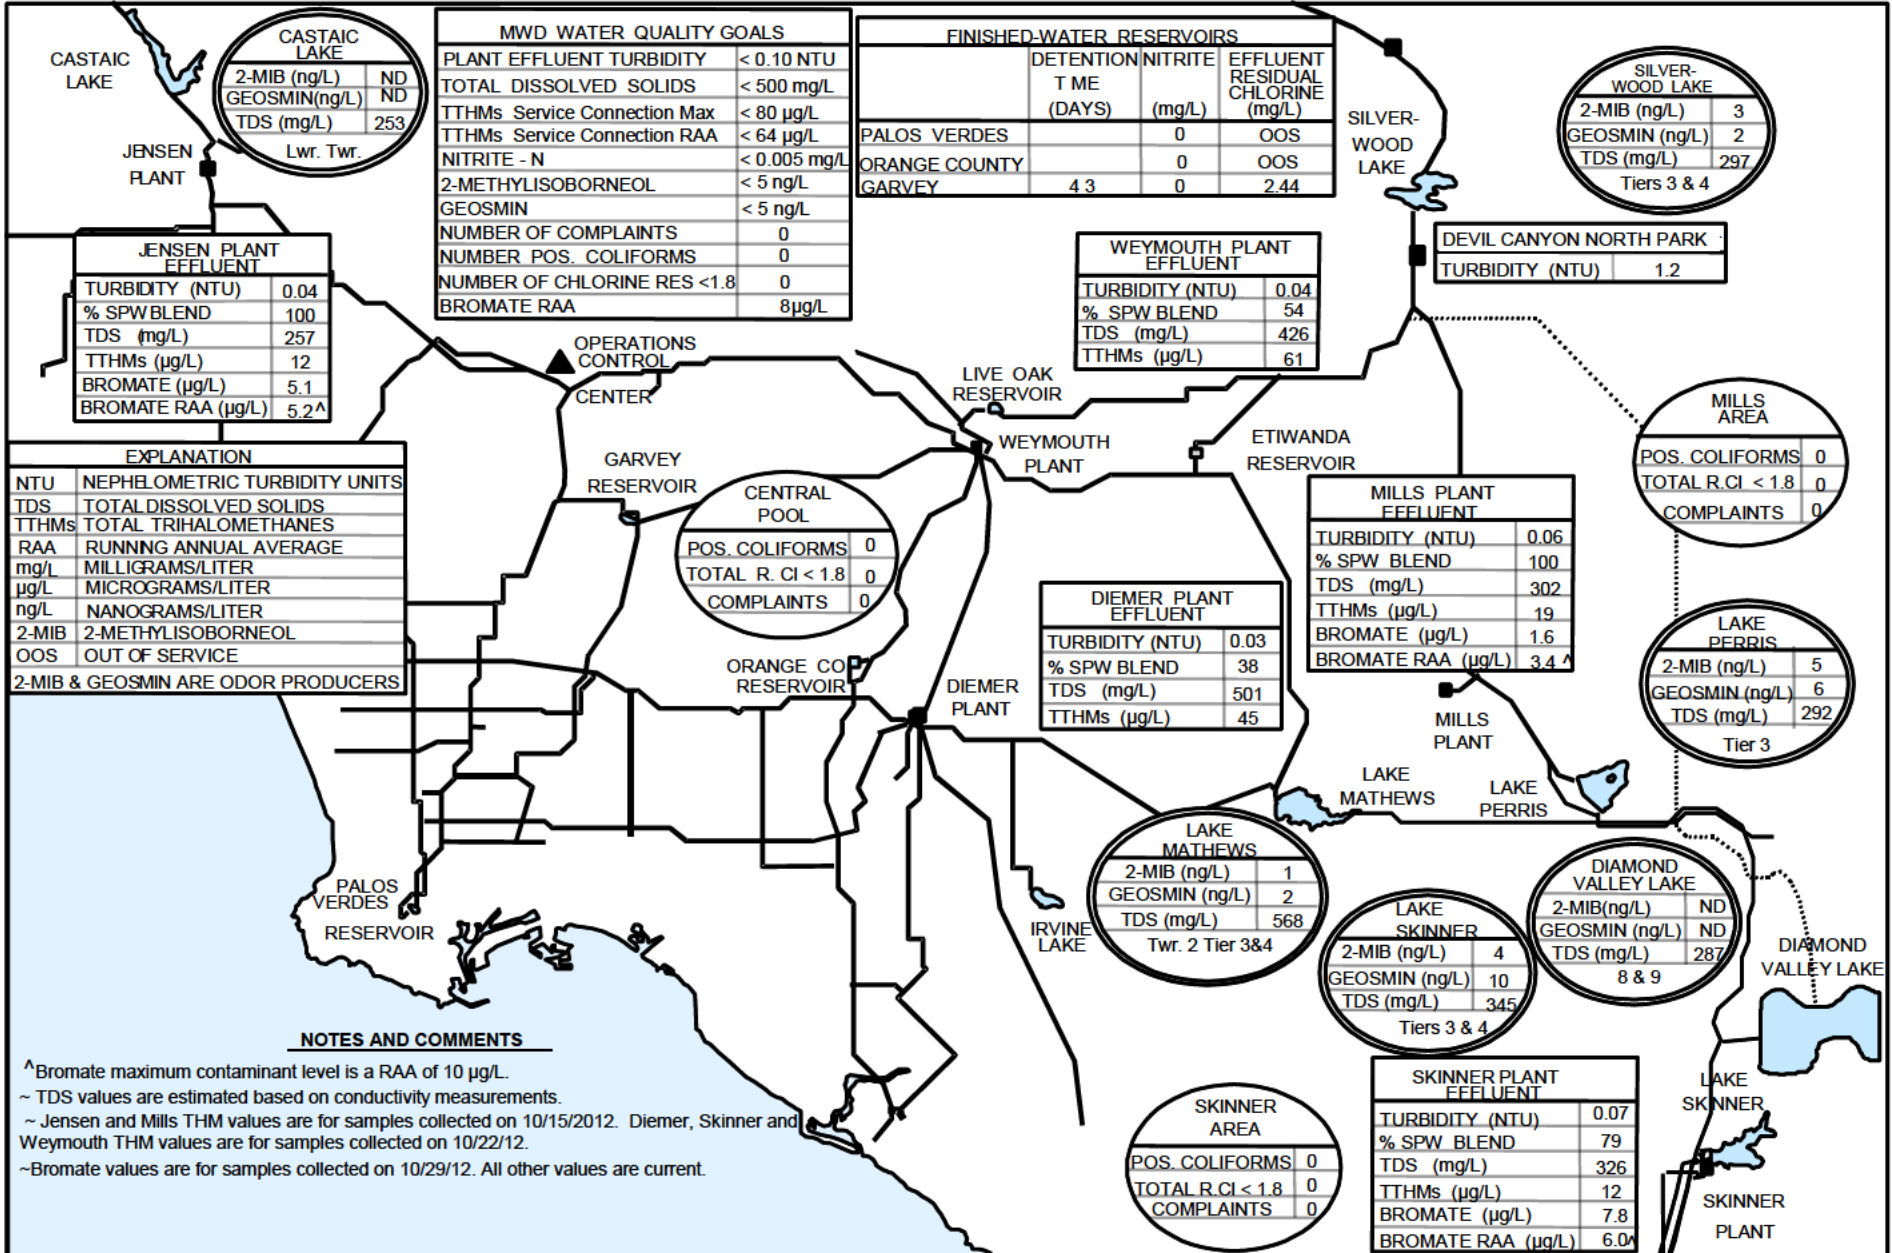 CASTAIC
LAKE
CASTAIC
LAKE
2-MIB (ng/L) ND
GEOSMIN(ng/L) ND
TDS (mg/L) 253
Lwr. Twr.
JENSEN
PLANT
MWD WATER QUALITY GOALS
PLANT EFFLUENT TURBIDITY < 0.10 NTU
TOTAL DISSOLVED SOLIDS < 500 mg/L
TTHMs Service Connection Max < 80 µg/L
TTHMs Service Connection RAA < 64 µg/L
NITRITE - N < 0.005 mg/L
2-METHYLISOBORNEOL < 5 ng/L
GEOSMIN < 5 ng/L
NUMBER OF COMPLAINTS 0
NUMBER POS. COLIFORMS 0
NUMBER OF CHLORINE RES <1.8 0
BROMATE RAA 8µg/L
FINISHED-WATER RESERVOIRS
DETENTION NITRITE EFFLUENT
T ME RESIDUAL
CHLORINE
(DAYS) (mg/L) (mg/L)
PALOS VERDES 0 OOS
ORANGE COUNTY 0 OOS
GARVEY 4 3 0 2.44
SILVER-
WOOD
LAKE
SILVER-
WOOD LAKE
2-MIB (ng/L) 3
GEOSMIN (ng/L) 2
TDS (mg/L) 297
Tiers 3 & 4
DEVIL CANYON NORTH PARK
TURBIDITY (NTU) 1.2
JENSEN PLANT
EFFLUENT
TURBIDITY (NTU) 0.04
% SPW BLEND 100
TDS (mg/L) 257
TTHMs (µg/L) 12
BROMATE (µg/L) 5.1
BROMATE RAA (µg/L) 5.2^
WEYMOUTH PLANT
EFFLUENT
TURBIDITY (NTU) 0.04
% SPW BLEND 54
TDS (mg/L) 426
TTHMs (µg/L) 61
OPERATIONS
CONTROL
CENTER
LIVE OAK
RESERVOIR
WEYMOUTH
PLANT
ETIWANDA
RESERVOIR
MILLS
AREA
POS. COLIFORMS 0
TOTAL R.Cl < 1.8 0
COMPLAINTS 0
EXPLANATION
NTU NEPHELOMETRIC TURBIDITY UNITS
TDS TOTAL DISSOLVED SOLIDS
TTHMs TOTAL TRIHALOMETHANES
RAA RUNNING ANNUAL AVERAGE
mg/L MILLIGRAMS/LITER
µg/L MICROGRAMS/LITER
ng/L NANOGRAMS/LITER
2-MIB 2-METHYLISOBORNEOL
OOS OUT OF SERVICE
2-MIB & GEOSMIN ARE ODOR PRODUCERS
GARVEY
RESERVOIR
CENTRAL
POOL
POS. COLIFORMS 0
TOTAL R. Cl < 1.8 0
COMPLAINTS 0
MILLS PLANT
EFFLUENT
TURBIDITY (NTU) 0.06
% SPW BLEND 100
TDS (mg/L) 302
TTHMs (µg/L) 19
BROMATE (µg/L) 1.6
BROMATE RAA (µg/L) 3.4 ^
DIEMER PLANT
EFFLUENT
TURBIDITY (NTU) 0.03
% SPW BLEND 38
TDS (mg/L) 501
TTHMs (µg/L) 45
LAKE
PERRIS
2-MIB (ng/L) 5
GEOSMIN (ng/L) 6
TDS (mg/L) 292
Tier 3
ORANGE CO
RESERVOIR
DIEMER
PLANT
MILLS
PLANT
LAKE
MATHEWS
LAKE
PERRIS
LAKE
MATHEWS
2-MIB (ng/L) 1
GEOSMIN (ng/L) 2
TDS (mg/L) 568
Twr. 2 Tier 3&4
DIAMOND
VALLEY LAKE
2-MIB(ng/L) ND
GEOSMIN (ng/L) ND
TDS (mg/L) 287
8 & 9
LAKE
SKINNER
2-MIB (ng/L) 4
GEOSMIN (ng/L) 10
TDS (mg/L) 345
Tiers 3 & 4
PALOS
VERDES
RESERVOIR
IRVINE
LAKE
DIAMOND
VALLEY LAKE
NOTES AND COMMENTS
^Bromate maximum contaminant level is a RAA of 10 µg/L.
~ TDS values are estimated based on conductivity measurements.
~ Jensen and Mills THM values are for samples collected on 10/15/2012. Diemer, Skinner and
Weymouth THM values are for samples collected on 10/22/12.
~Bromate values are for samples collected on 10/29/12. All other values are current.
SKINNER
AREA
POS. COLIFORMS 0
TOTAL R.Cl < 1.8 0
COMPLAINTS 0
SKINNER PLANT
EFFLUENT
TURBIDITY (NTU) 0.07
% SPW BLEND 79
TDS (mg/L) 326
TTHMs (µg/L) 12
BROMATE (µg/L) 7.8
BROMATE RAA (µg/L) 6.0^
LAKE
SKINNER
SKINNER
PLANT